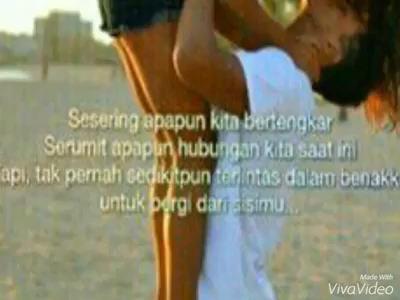 Sesering apapun kita bertengkar
Serumit apapun hubungan kita saat ini
api, tak pernah sedikitpun terlintas dalam benakk
untuk pergi dari sisimu...
Made With
VivaVideo